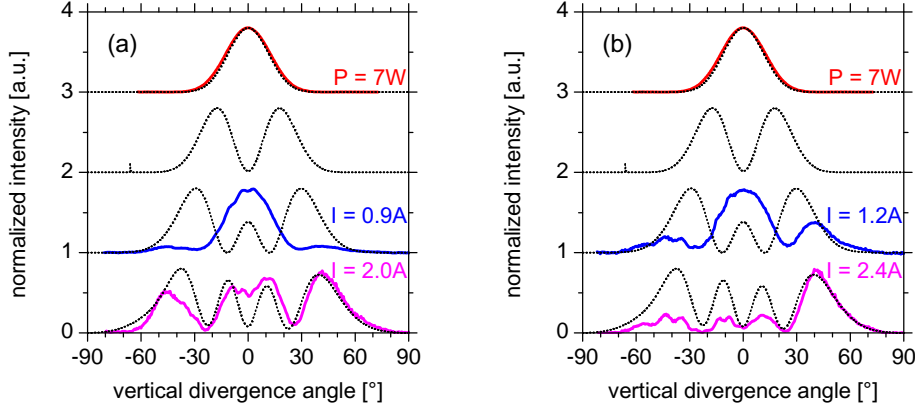 (a)
normalized intensity [a.u.]
4
3
2
1
0
P = 7W
I = 0.9A
I = 2.0A
-90 -60 -30 0 30 60 90
vertical divergence angle [°]
(b)
normalized intensity [a.u.]
4
3
2
1
0
P = 7W
I = 1.2A
I = 2.4A
-90 -60 -30 0 30 60 90
vertical divergence angle [°]